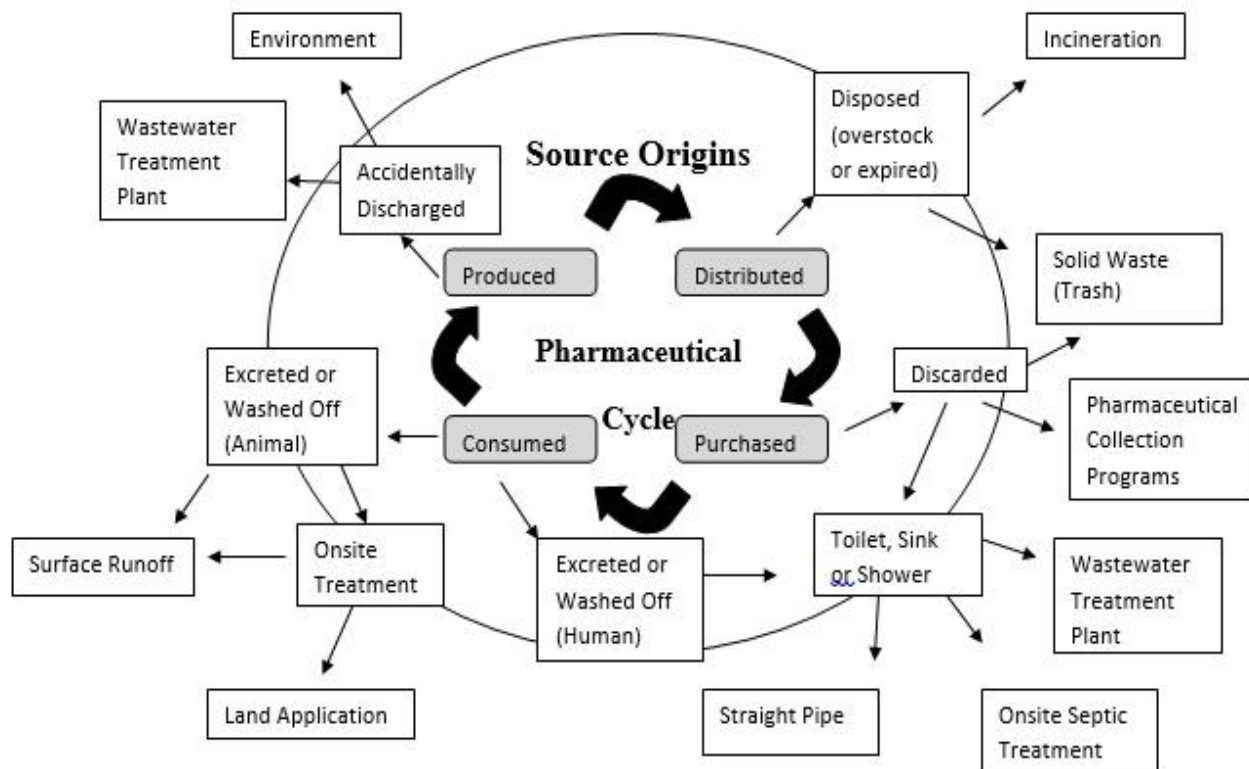 Environment
Incineration
Disposed
(overstock
or expired)
Wastewater
Treatment
Plant
Source Origins
Accidentally
Discharged
Produced
Distributed
Solid Waste
(Trash)
Pharmaceutical
Cycle
Excreted or
Washed Off
(Animal)
Discarded
Consumed
Purchased
Pharmaceutical
Collection
Programs
Surface Runoff
Onsite
Treatment
Excreted or
Washed Off
(Human)
Toilet, Sink
or Shower
Wastewater
Treatment
Plant
Land Application
Straight Pipe
Onsite Septic
Treatment